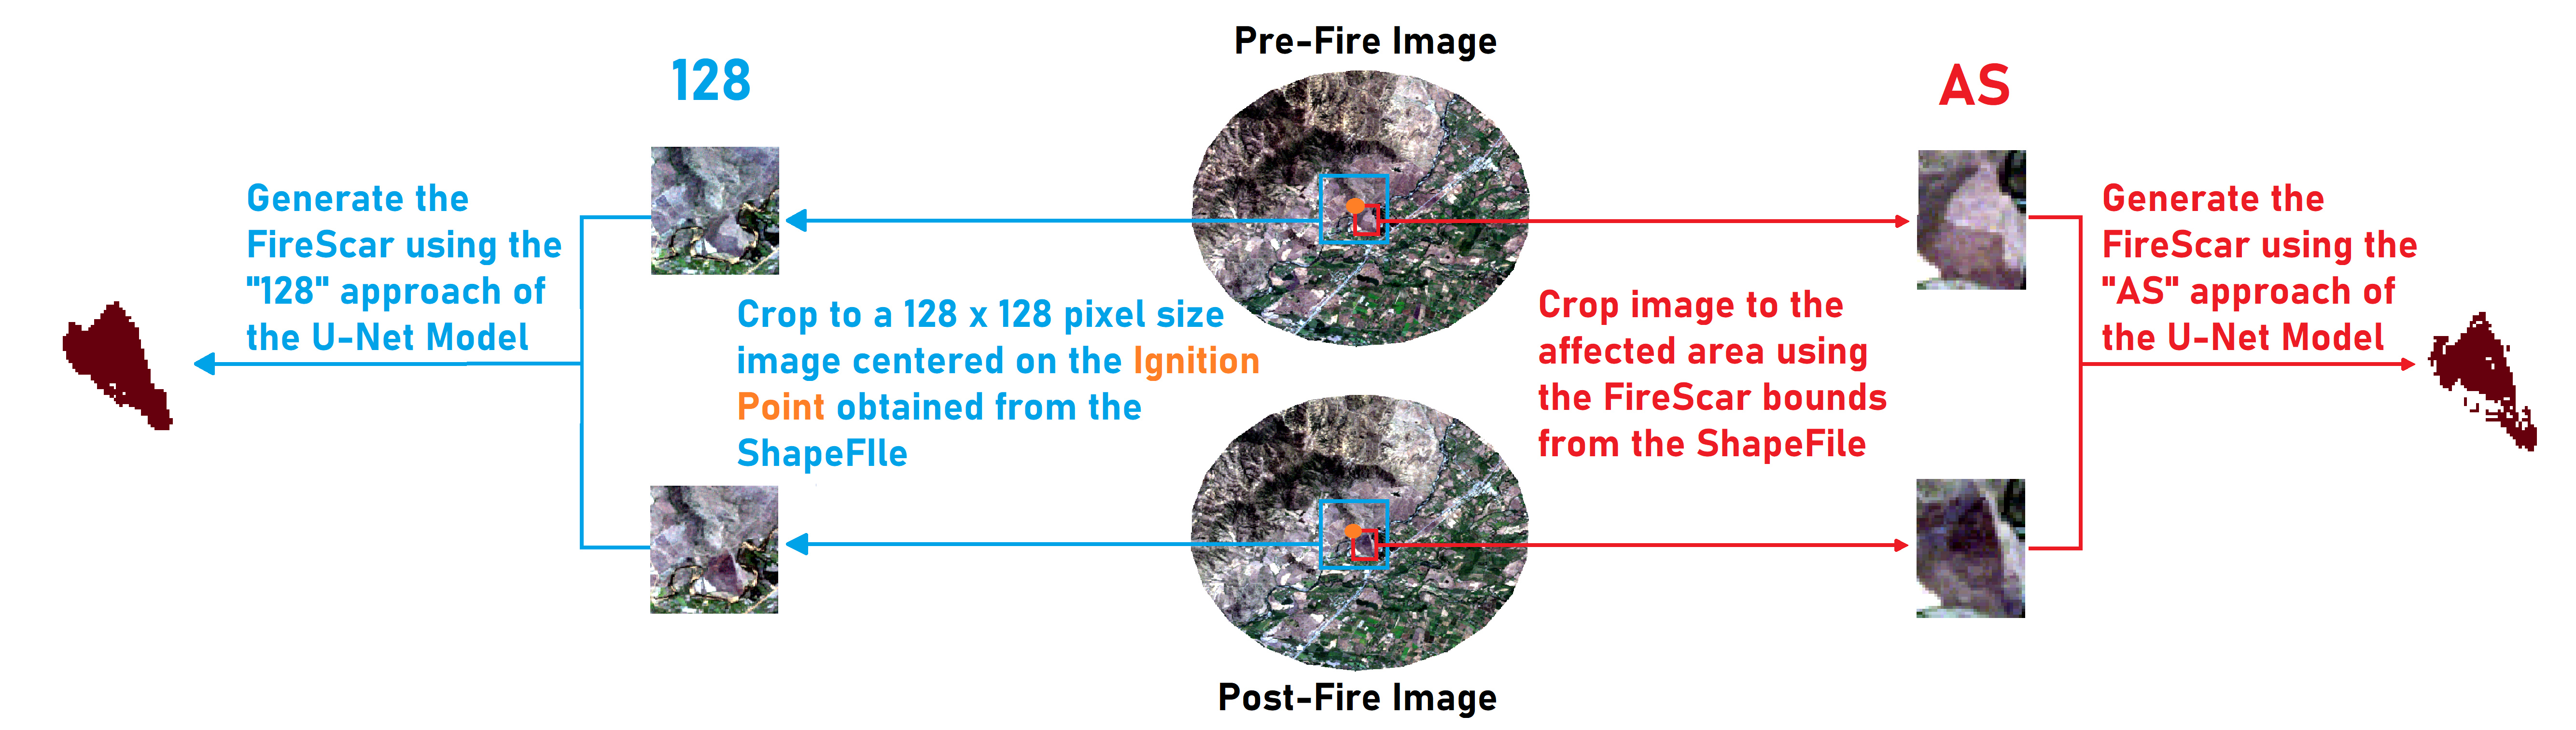 Pre-Fire Image
128
AS
Generate the
FireScar using the
"128" approach of
the U-Net Model
Crop to a 128 x 128 pixel size
image centered on the Ignition
Point obtained from the
ShapeFIle
Crop image to the
affected area using
the FireScar bounds
from the ShapeFile
Generate the
FireScar using the
"AS" approach of
the U-Net Model
Post-Fire Image